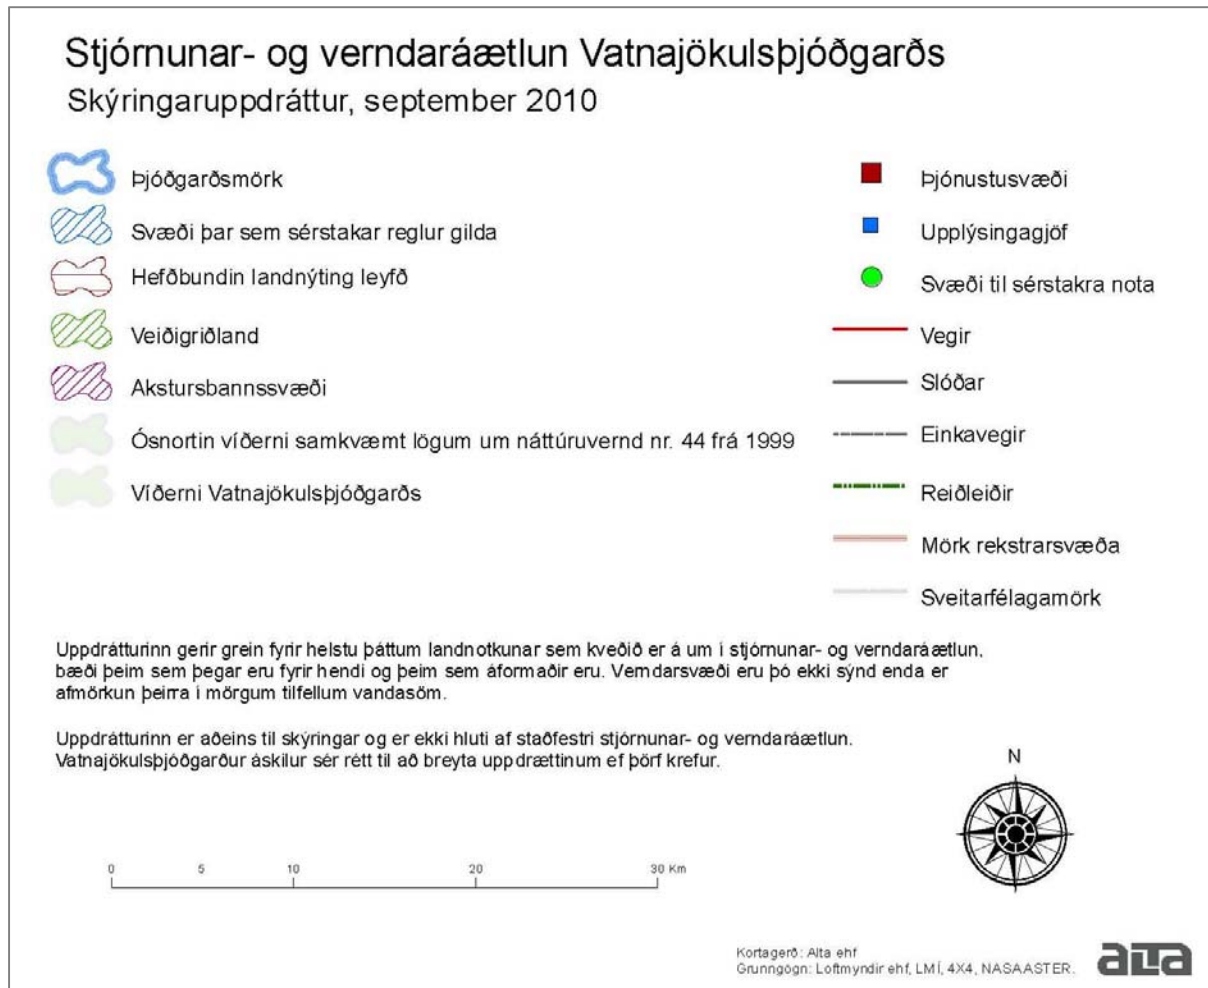 Stjórnunar- og verndaráætlun Vatnajökulsþjóðgarðs
Skýringaruppdráttur, september 2010
Þjóðgarðsmörk
Svæði þar sem sérstakar reglur gilda
Hefðbundin landnýting leyfð
Veiðigriðland
Akstursbannssvæði
Ósnortin víðerni samkvæmt lögum um náttúruvernd nr. 44 frá 1999
Víðerni Vatnajökulsþjóðgarðs
Þjónustusvæði
Upplýsingagjöf
Svæði til sérstakra nota
Vegir
Slóðar
Einkavegir
Reiðleiðir
Mörk rekstrarsvæða
Sveitarfélagamörk
Uppdrátturinn gerir grein fyrir helstu þáttum landnotkunar sem kveðið er á um í stjórnunar- og verndaráætlun,
bæði þeim sem þegar eru fyrir hendi og þeim sem áformaðir eru. Verndarsvæði eru þó ekki sýnd enda er
afmörkun þeirra í mörgum tilfellum vandasöm.
Uppdrátturinn er aðeins til skýringar og er ekki hluti af staðfestri stjórnunar- og verndaráætlun.
Vatnajökulsþjóðgarður áskilur sér rétt til að breyta uppdrættinum ef þörf krefur.
N
0 5 10 20 30 Km
Kortagerð: Alta ehf
Grunngögn: Loftmyndir ehf, LMÍ, 4X4, NASAASTER.
alta